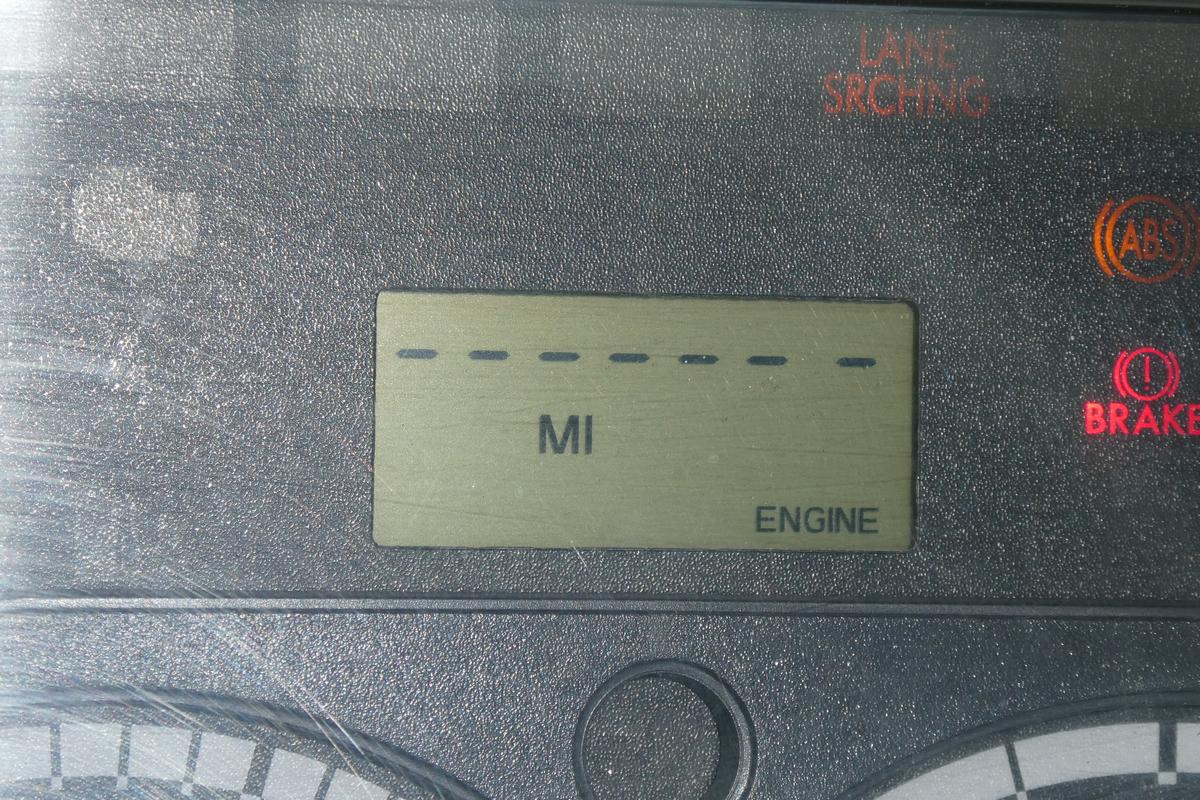 LANE
SRCHNG
ABS
!
BRAKE
- - - - - - -
MI
ENGINE